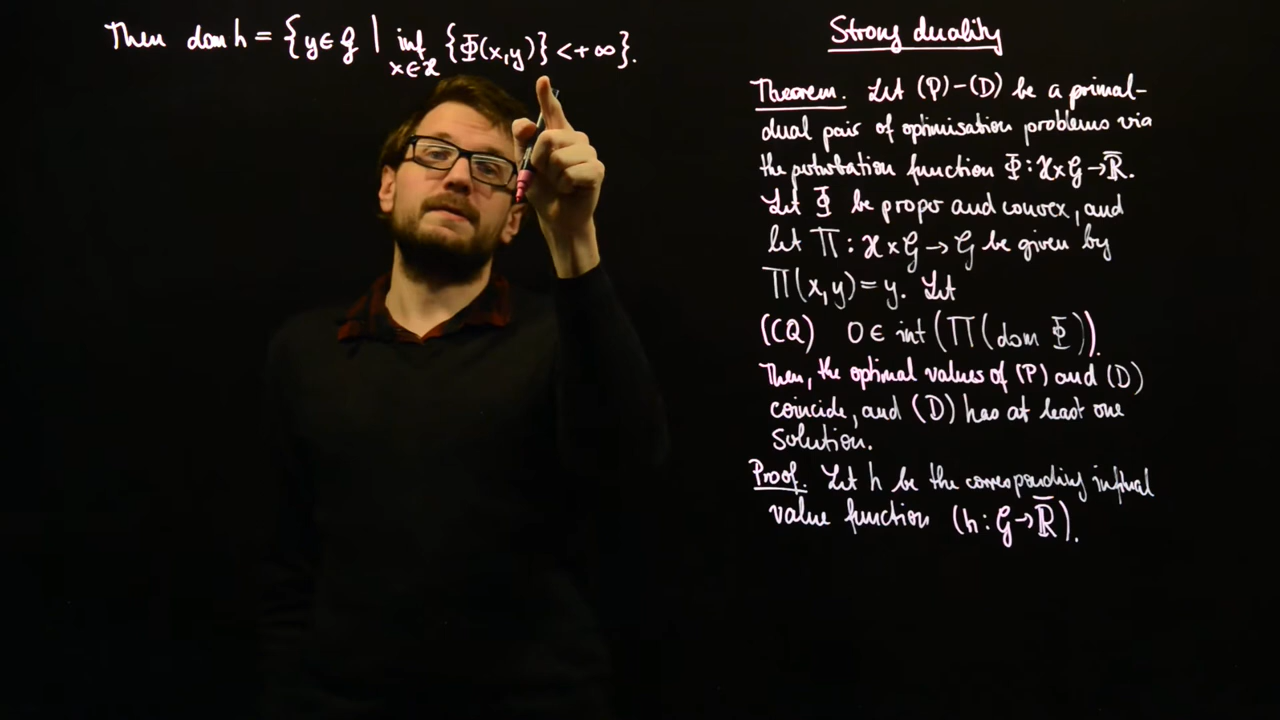 Then dom h = {y ∈ 𝒢 | inf {Φ(x,y)} < +∞}.
x ∈ ℋ
Strong duality
Theorem. Let (P)-(D) be a primal-
dual pair of optimisation problems via
the perturbation function Φ : ℋ × 𝒢 → ℝ̄.
Let Φ be proper and convex, and
let Π : ℋ × 𝒢 → 𝒢 be given by
Π(x, y) = y. Let
(CQ) 0 ∈ int (Π(dom Φ)).
Then, the optimal values of (P) and (D)
coincide, and (D) has at least one
solution.
Proof. Let h be the corresponding infimal
value function (h : 𝒢 → ℝ̄).